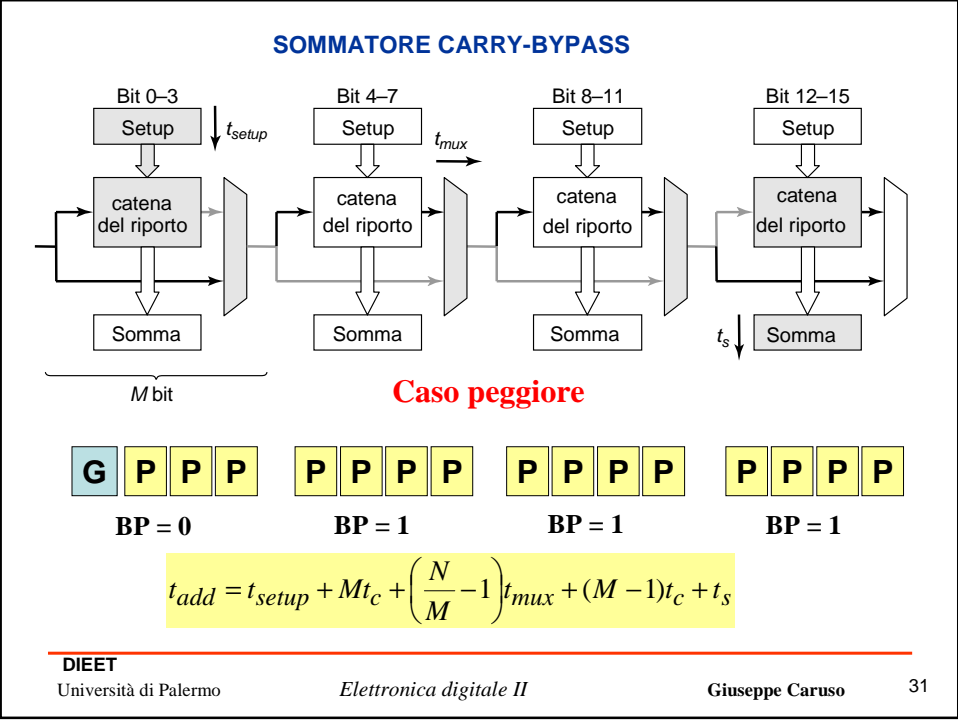 SOMMATORE CARRY-BYPASS
Bit 0–3 Bit 4–7 Bit 8–11 Bit 12–15
Setup t_setup Setup t_mux Setup Setup
catena del riporto
catena del riporto
catena del riporto
catena del riporto
Somma Somma Somma t_s Somma
M bit
Caso peggiore
G P P P P P P P P P P P P P P P
BP = 0 BP = 1 BP = 1 BP = 1
t_add = t_setup + Mt_c + (N/M − 1)t_mux + (M − 1)t_c + t_s
DIEET
Università di Palermo Elettronica digitale II Giuseppe Caruso 31